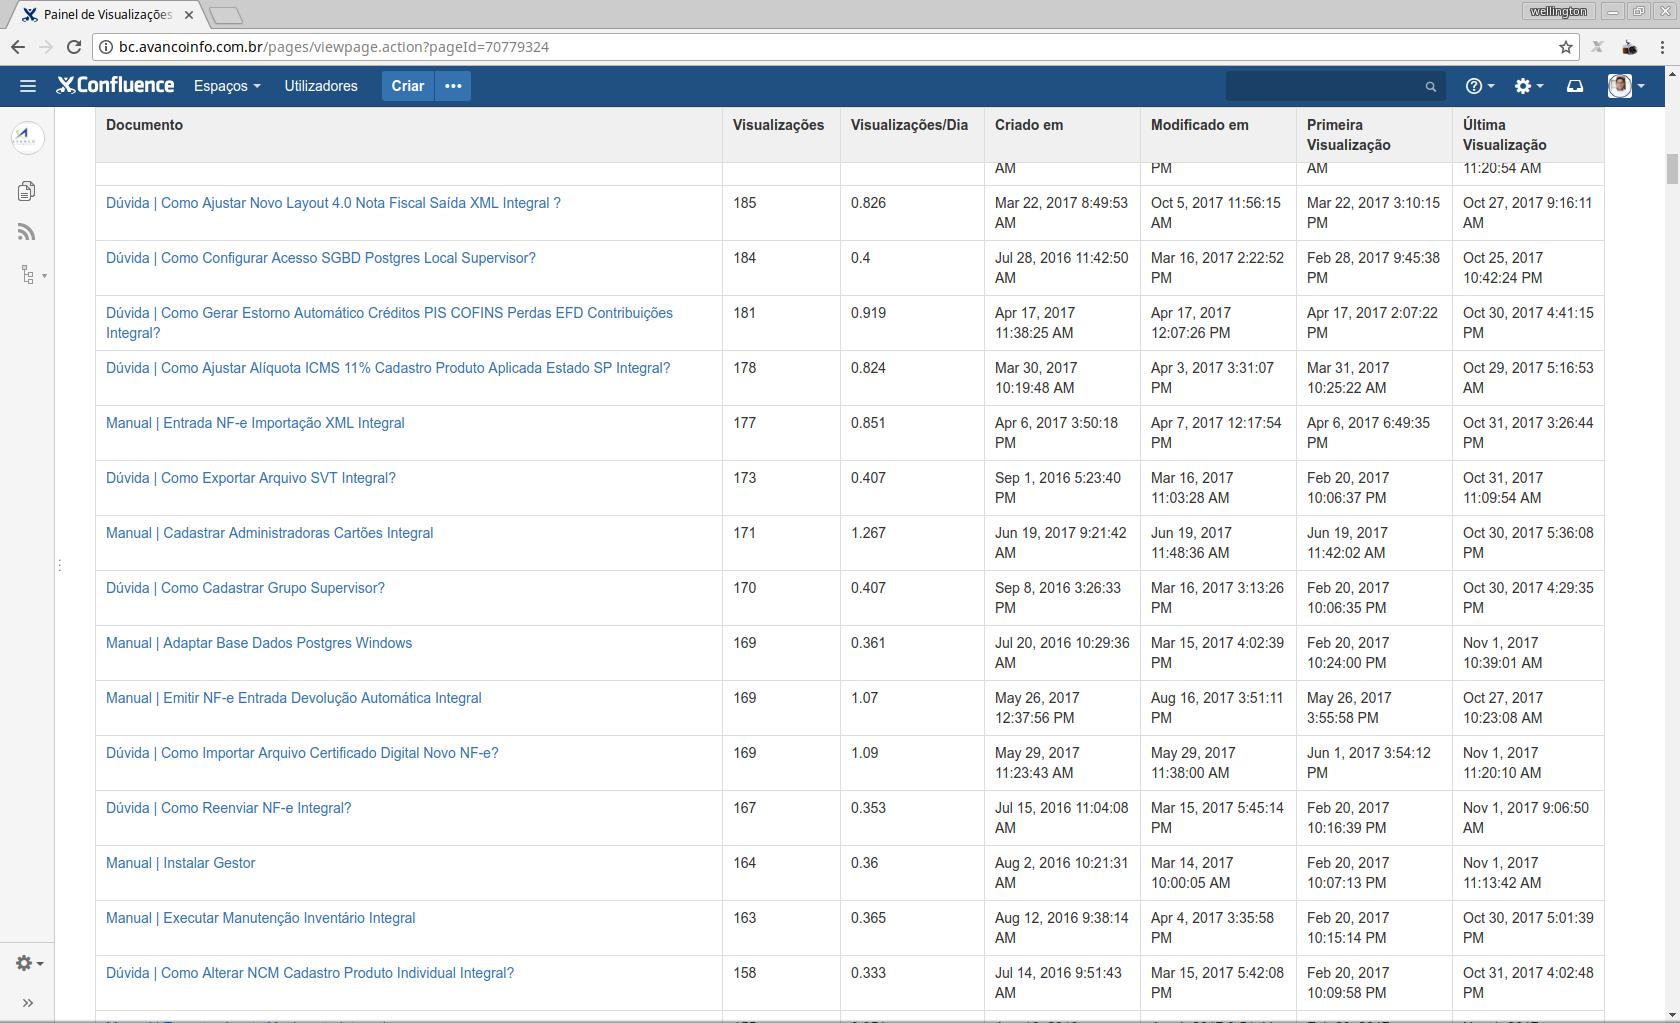 Painel de Visualizações
wellington
bc.avancoinfo.com.br/pages/viewpage.action?pageId=70779324
Confluence Espaços Utilizadores Criar
Documento Visualizações Visualizações/Dia Criado em Modificado em Primeira Visualização Última Visualização
AM PM AM 11:20:54 AM
Dúvida | Como Ajustar Novo Layout 4.0 Nota Fiscal Saída XML Integral ? 185 0.826 Mar 22, 2017 8:49:53 AM Oct 5, 2017 11:56:15 AM Mar 22, 2017 3:10:15 PM Oct 27, 2017 9:16:11 AM
Dúvida | Como Configurar Acesso SGBD Postgres Local Supervisor? 184 0.4 Jul 28, 2016 11:42:50 AM Mar 16, 2017 2:22:52 PM Feb 28, 2017 9:45:38 PM Oct 25, 2017 10:42:24 PM
Dúvida | Como Gerar Estorno Automático Créditos PIS COFINS Perdas EFD Contribuições Integral? 181 0.919 Apr 17, 2017 11:38:25 AM Apr 17, 2017 12:07:26 PM Apr 17, 2017 2:07:22 PM Oct 30, 2017 4:41:15 PM
Dúvida | Como Ajustar Alíquota ICMS 11% Cadastro Produto Aplicada Estado SP Integral? 178 0.824 Mar 30, 2017 10:19:48 AM Apr 3, 2017 3:31:07 PM Mar 31, 2017 10:25:22 AM Oct 29, 2017 5:16:53 AM
Manual | Entrada NF-e Importação XML Integral 177 0.851 Apr 6, 2017 3:50:18 PM Apr 7, 2017 12:17:54 PM Apr 6, 2017 6:49:35 PM Oct 31, 2017 3:26:44 PM
Dúvida | Como Exportar Arquivo SVT Integral? 173 0.407 Sep 1, 2016 5:23:40 PM Mar 16, 2017 11:03:28 AM Feb 20, 2017 10:06:37 PM Oct 31, 2017 11:09:54 AM
Manual | Cadastrar Administradoras Cartões Integral 171 1.267 Jun 19, 2017 9:21:42 AM Jun 19, 2017 11:48:36 AM Jun 19, 2017 11:42:02 AM Oct 30, 2017 5:36:08 PM
Dúvida | Como Cadastrar Grupo Supervisor? 170 0.407 Sep 8, 2016 3:26:33 PM Mar 16, 2017 3:13:26 PM Feb 20, 2017 10:06:35 PM Oct 30, 2017 4:29:35 PM
Manual | Adaptar Base Dados Postgres Windows 169 0.361 Jul 20, 2016 10:29:36 AM Mar 15, 2017 4:02:39 PM Feb 20, 2017 10:24:00 PM Nov 1, 2017 10:39:01 AM
Manual | Emitir NF-e Entrada Devolução Automática Integral 169 1.07 May 26, 2017 12:37:56 PM Aug 16, 2017 3:51:11 PM May 26, 2017 3:55:58 PM Oct 27, 2017 10:23:08 AM
Dúvida | Como Importar Arquivo Certificado Digital Novo NF-e? 169 1.09 May 29, 2017 11:23:43 AM May 29, 2017 11:38:00 AM Jun 1, 2017 3:54:12 PM Nov 1, 2017 11:20:10 AM
Dúvida | Como Reenviar NF-e Integral? 167 0.353 Jul 15, 2016 11:04:08 AM Mar 15, 2017 5:45:14 PM Feb 20, 2017 10:16:39 PM Nov 1, 2017 9:06:50 AM
Manual | Instalar Gestor 164 0.36 Aug 2, 2016 10:21:31 AM Mar 14, 2017 10:00:05 AM Feb 20, 2017 10:07:13 PM Nov 1, 2017 11:13:42 AM
Manual | Executar Manutenção Inventário Integral 163 0.365 Aug 12, 2016 9:38:14 AM Apr 4, 2017 3:35:58 PM Feb 20, 2017 10:15:14 PM Oct 30, 2017 5:01:39 PM
Dúvida | Como Alterar NCM Cadastro Produto Individual Integral? 158 0.333 Jul 14, 2016 9:51:43 AM Mar 15, 2017 5:42:08 PM Feb 20, 2017 10:09:58 PM Oct 31, 2017 4:02:48 PM